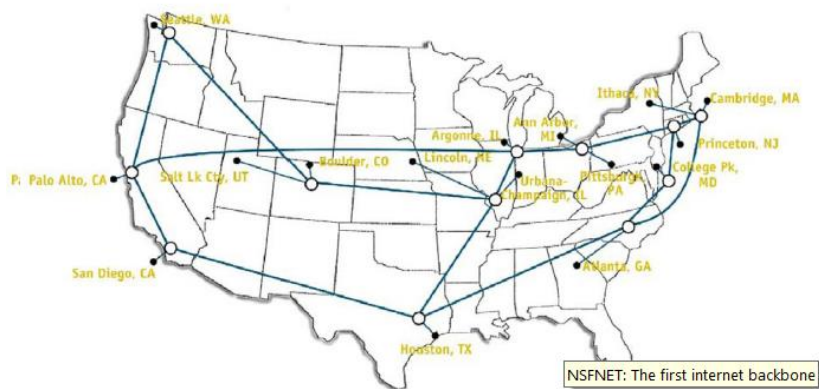 Seattle, WA
Ithaca, NY
Cambridge, MA
Ann Arbor,
MI
Argonne, IL
Princeton, NJ
Boulder, CO
Lincoln, NE
P; Palo Alto, CA
Salt Lk Cty, UT
Pittsburgh,
PA
College Pk,
MD
Urbana-
Champaign, IL
San Diego, CA
Atlanta, GA
Houston, TX
NSFNET: The first internet backbone